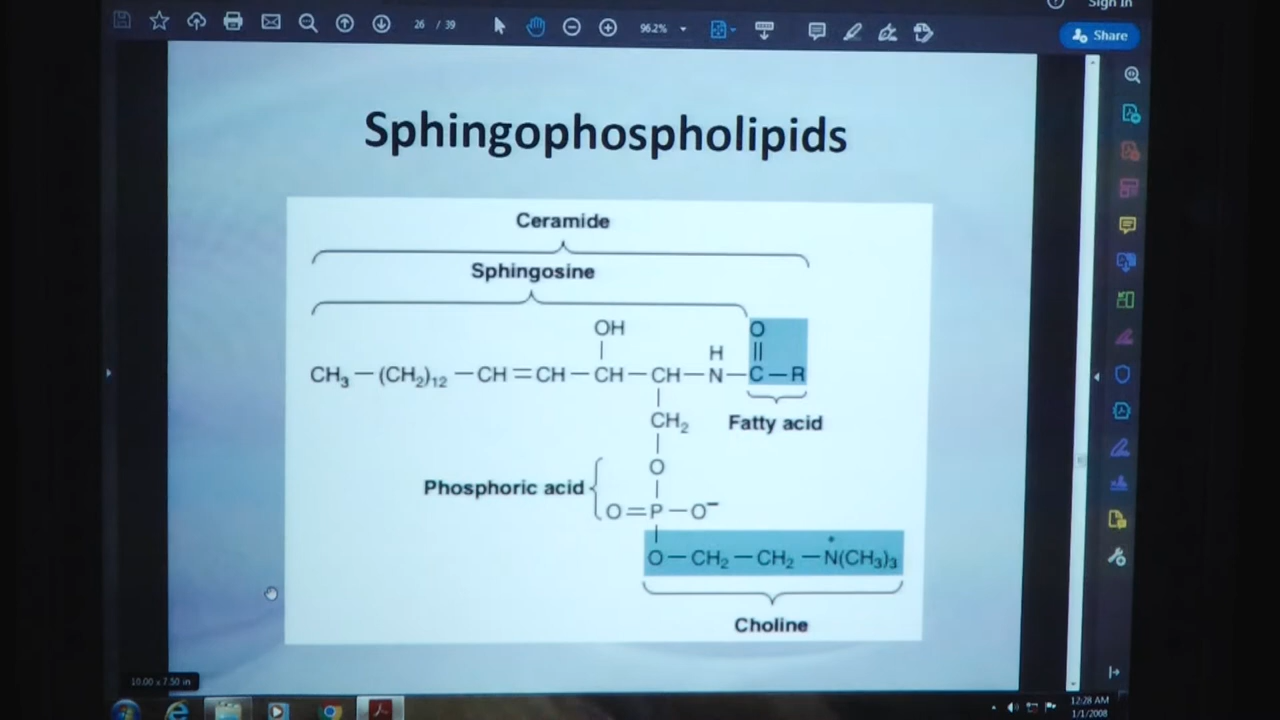 Sign In
26 / 39
96.2%
Share
Sphingophospholipids
Ceramide
Sphingosine
OH
O
H
CH3 — (CH2)12 — CH = CH — CH — CH — N — C — R
CH2
Fatty acid
O
Phosphoric acid
O = P — O−
O — CH2 — CH2 — N(CH3)3
Choline
10.00 x 7.50 in
12:28 AM
1/1/2008